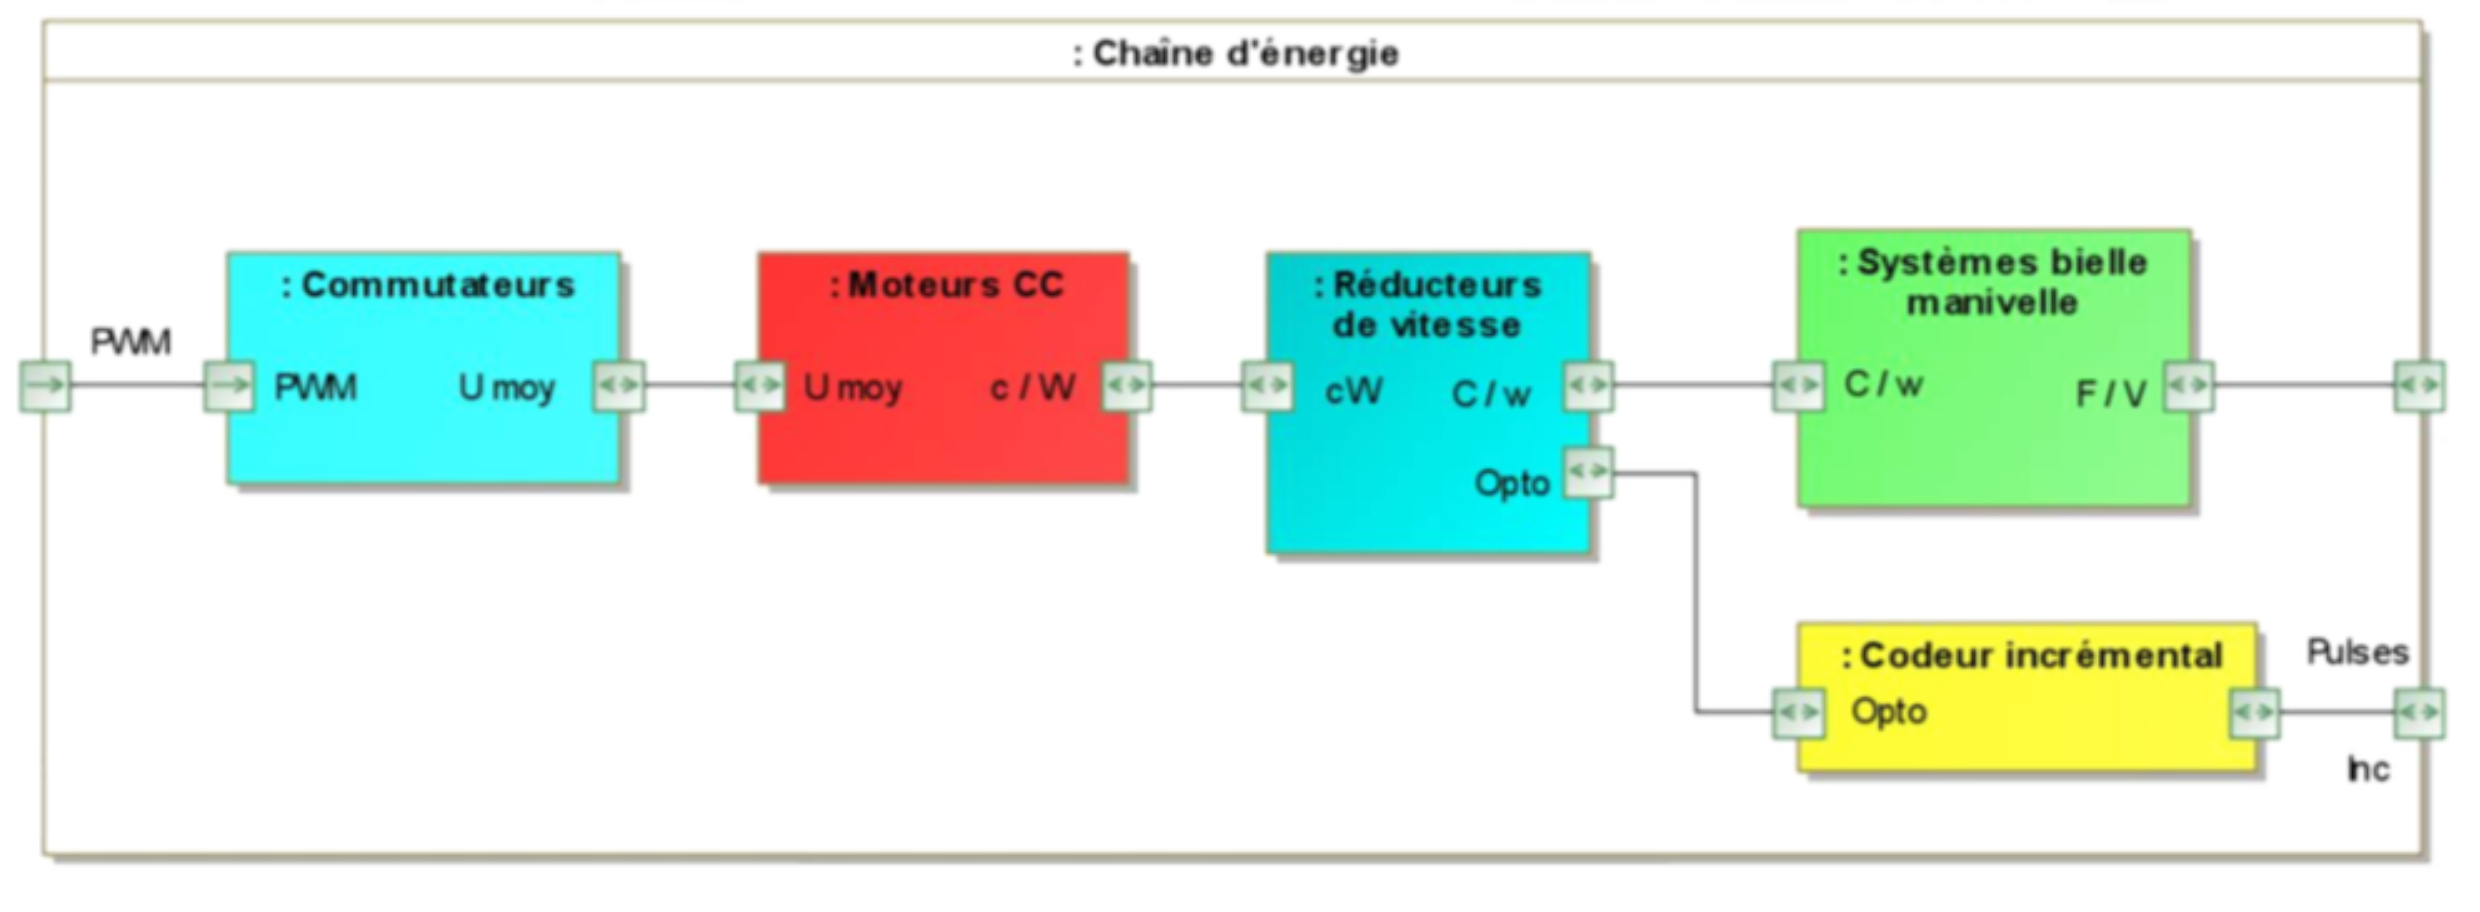 : Chaîne d'énergie
PWM
: Commutateurs
PWM
U moy
: Moteurs CC
U moy
c / W
: Réducteurs
de vitesse
cW
C / w
Opto
: Systèmes bielle
manivelle
C / w
F / V
: Codeur incrémental
Opto
Pulses
Inc